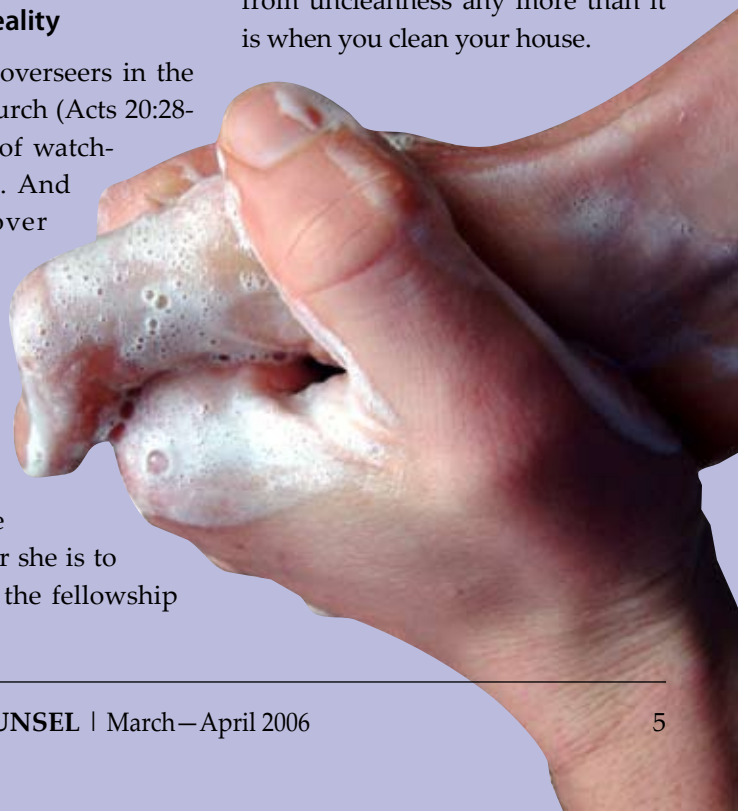 eality
overseers in the
urch (Acts 20:28-
of watch-
. And
over
e
r she is to
the fellowship
from uncleanness any more than it
is when you clean your house.
UNSEL | March—April 2006
5